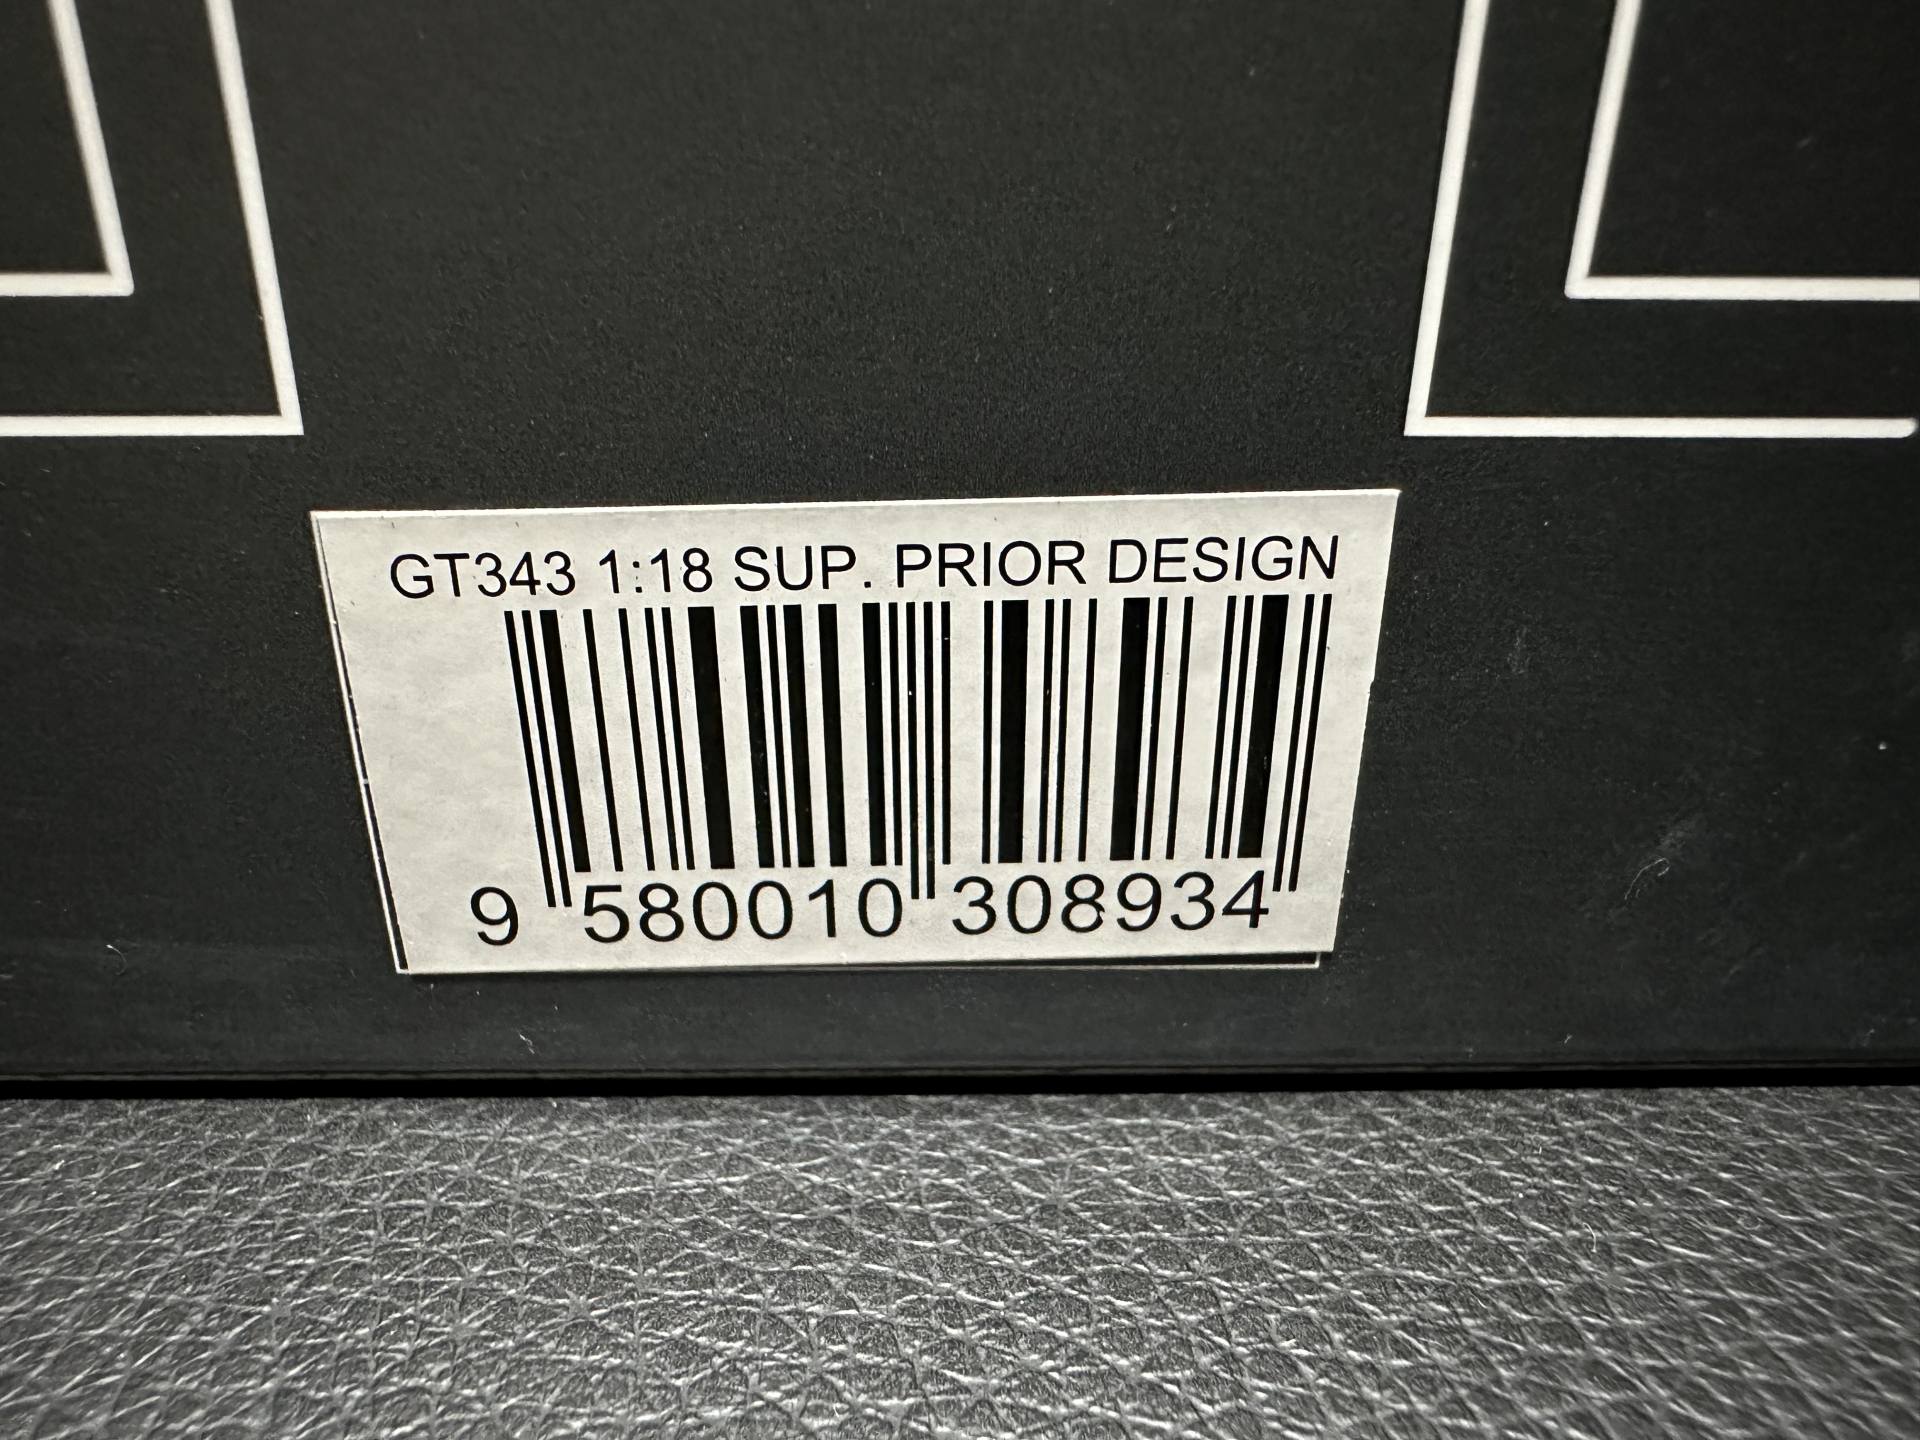 GT343 1:18 SUP. PRIOR DESIGN
9 580010 308934